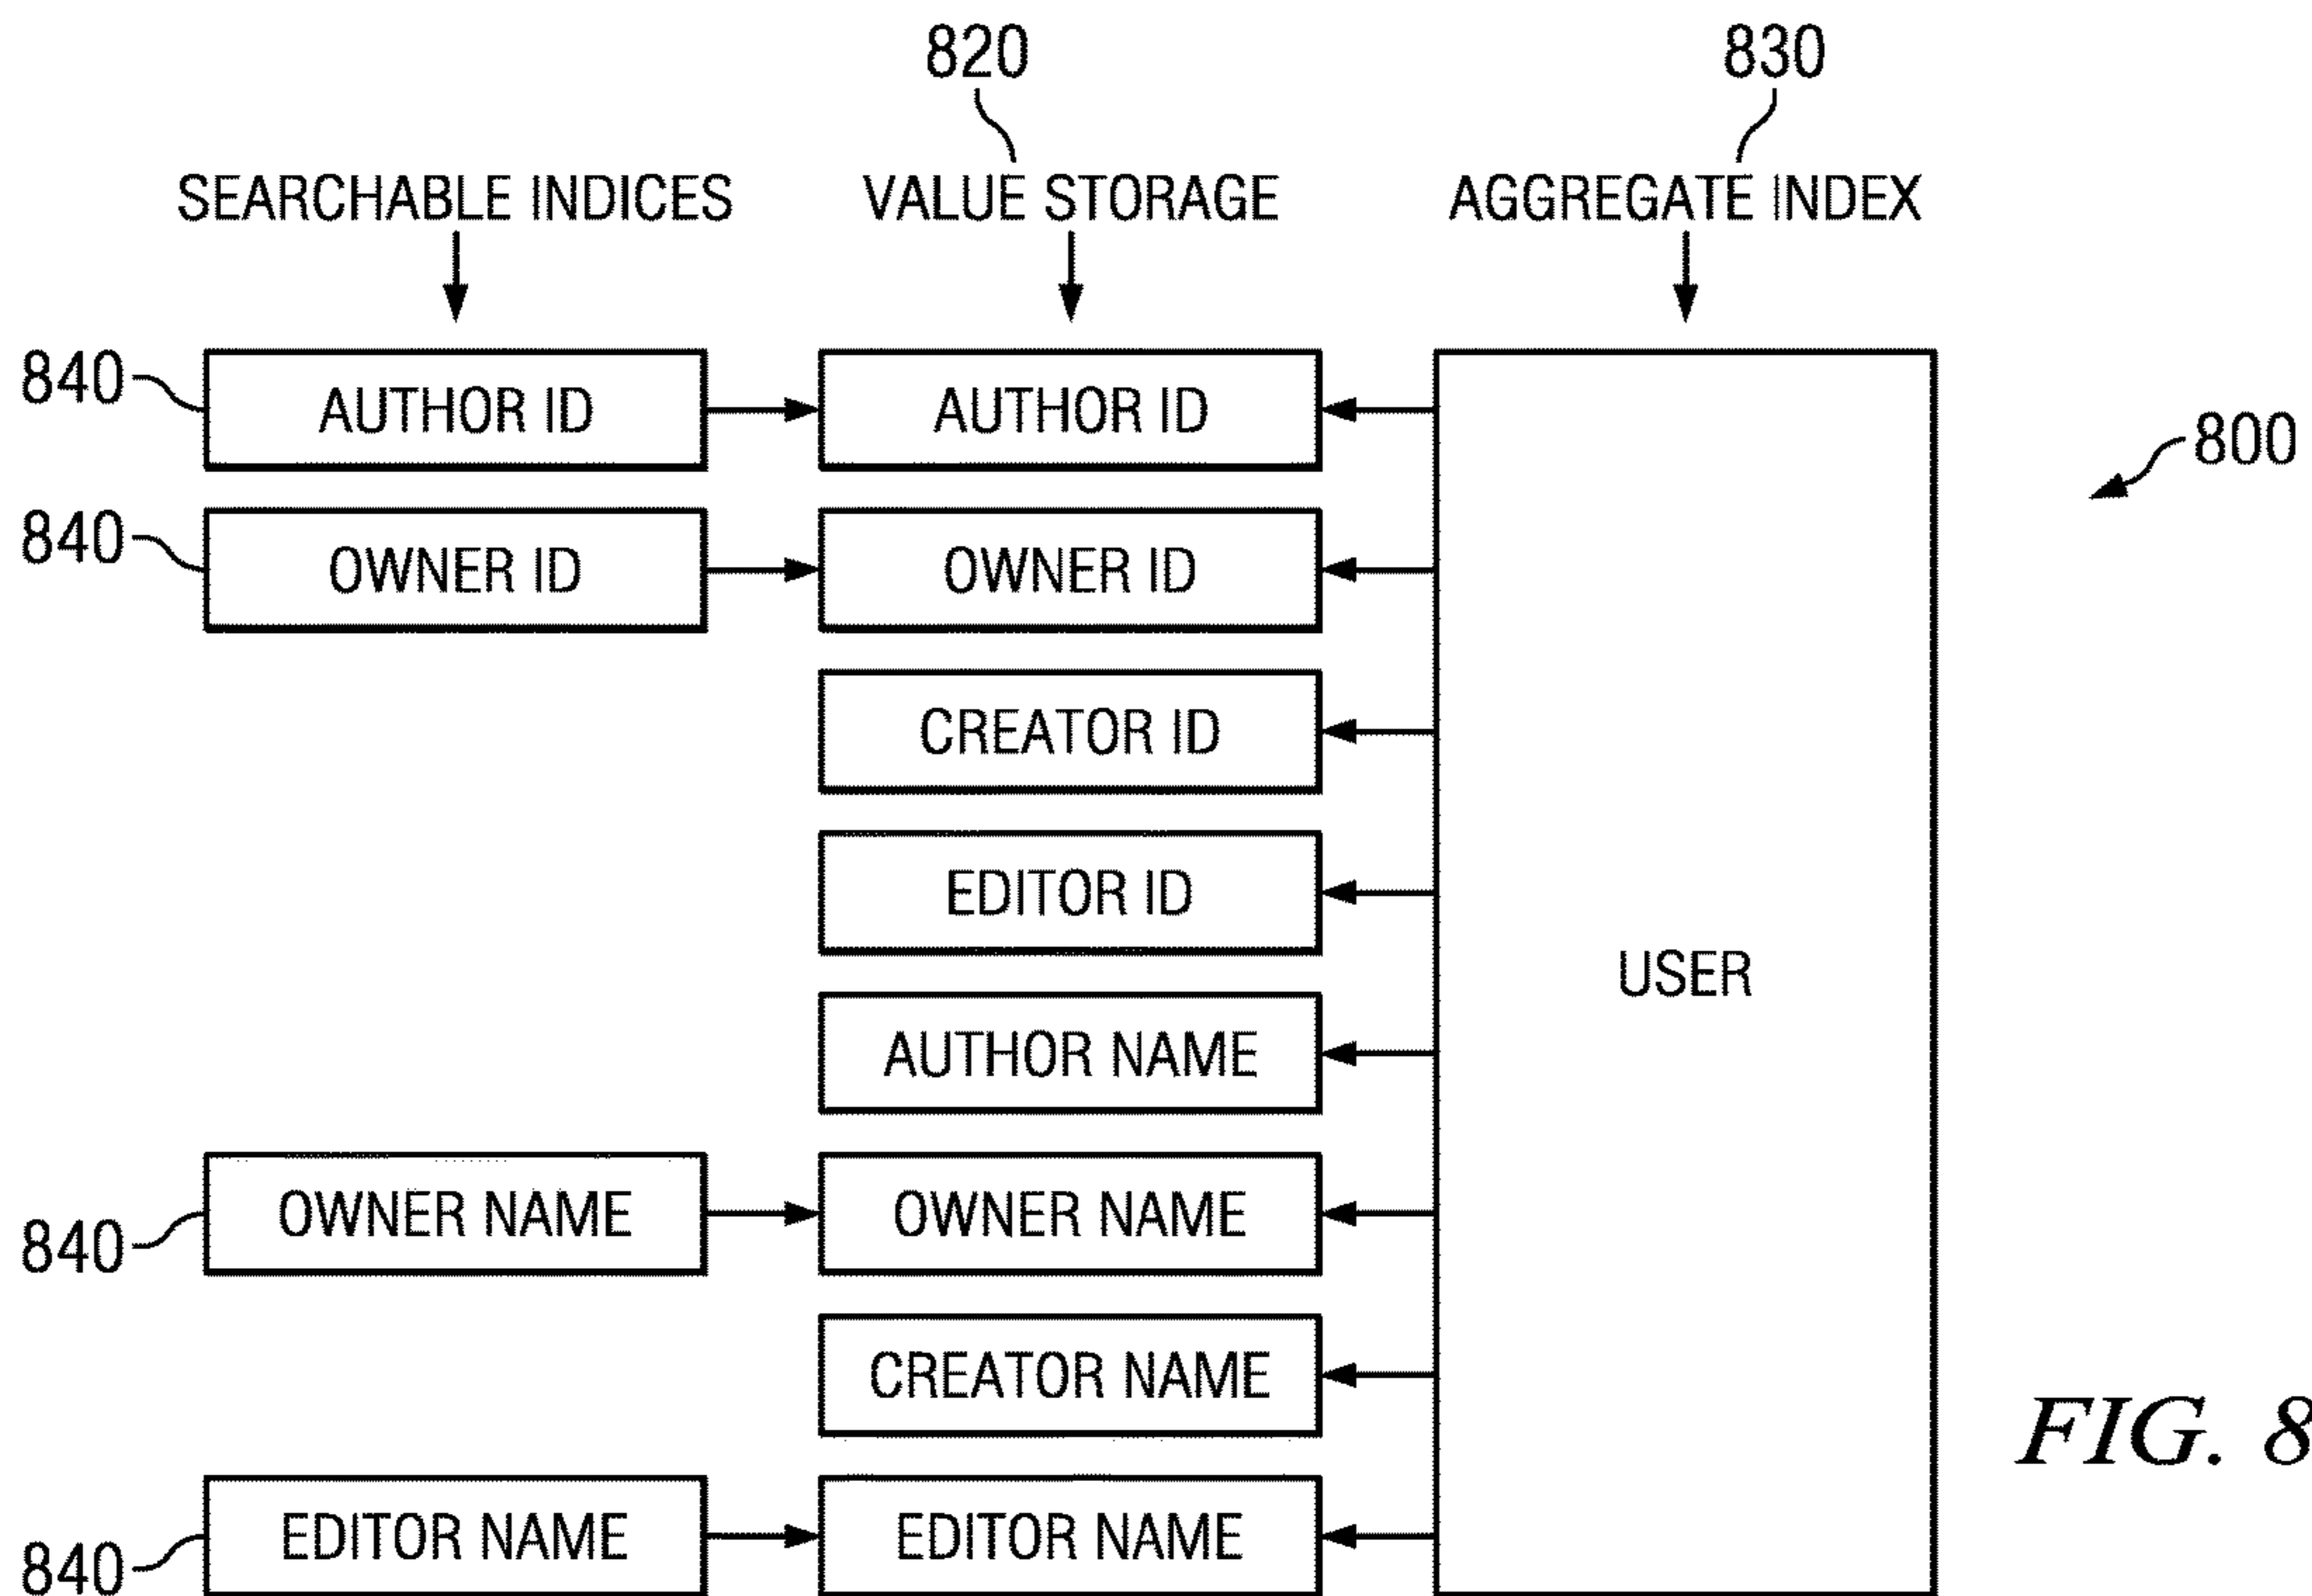 820 830
SEARCHABLE INDICES VALUE STORAGE AGGREGATE INDEX
840 AUTHOR ID AUTHOR ID
800
840 OWNER ID OWNER ID
CREATOR ID
EDITOR ID
USER
AUTHOR NAME
840 OWNER NAME OWNER NAME
CREATOR NAME
FIG. 8
840 EDITOR NAME EDITOR NAME